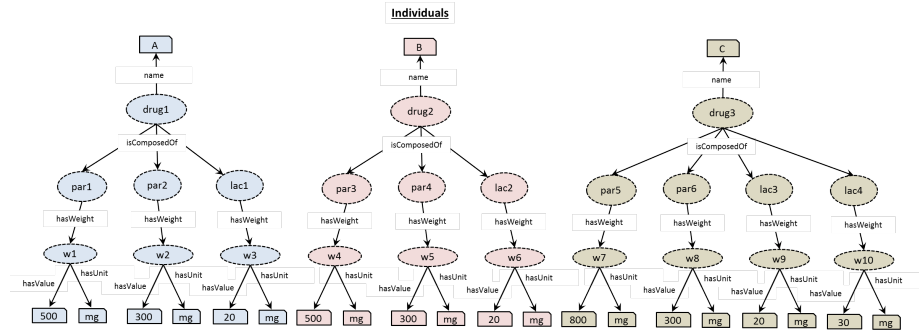 Individuals
A B C
name name name
drug1 drug2 drug3
isComposedOf isComposedOf isComposedOf
par1 par2 lac1 par3 par4 lac2 par5 par6 lac3 lac4
hasWeight hasWeight hasWeight hasWeight hasWeight hasWeight hasWeight hasWeight hasWeight hasWeight
w1 w2 w3 w4 w5 w6 w7 w8 w9 w10
hasUnit hasUnit hasUnit hasUnit hasUnit hasUnit hasUnit hasUnit hasUnit hasUnit
hasValue hasValue hasValue hasValue hasValue hasValue hasValue hasValue hasValue hasValue
500 mg 300 mg 20 mg 500 mg 300 mg 20 mg 800 mg 300 mg 20 mg 30 mg